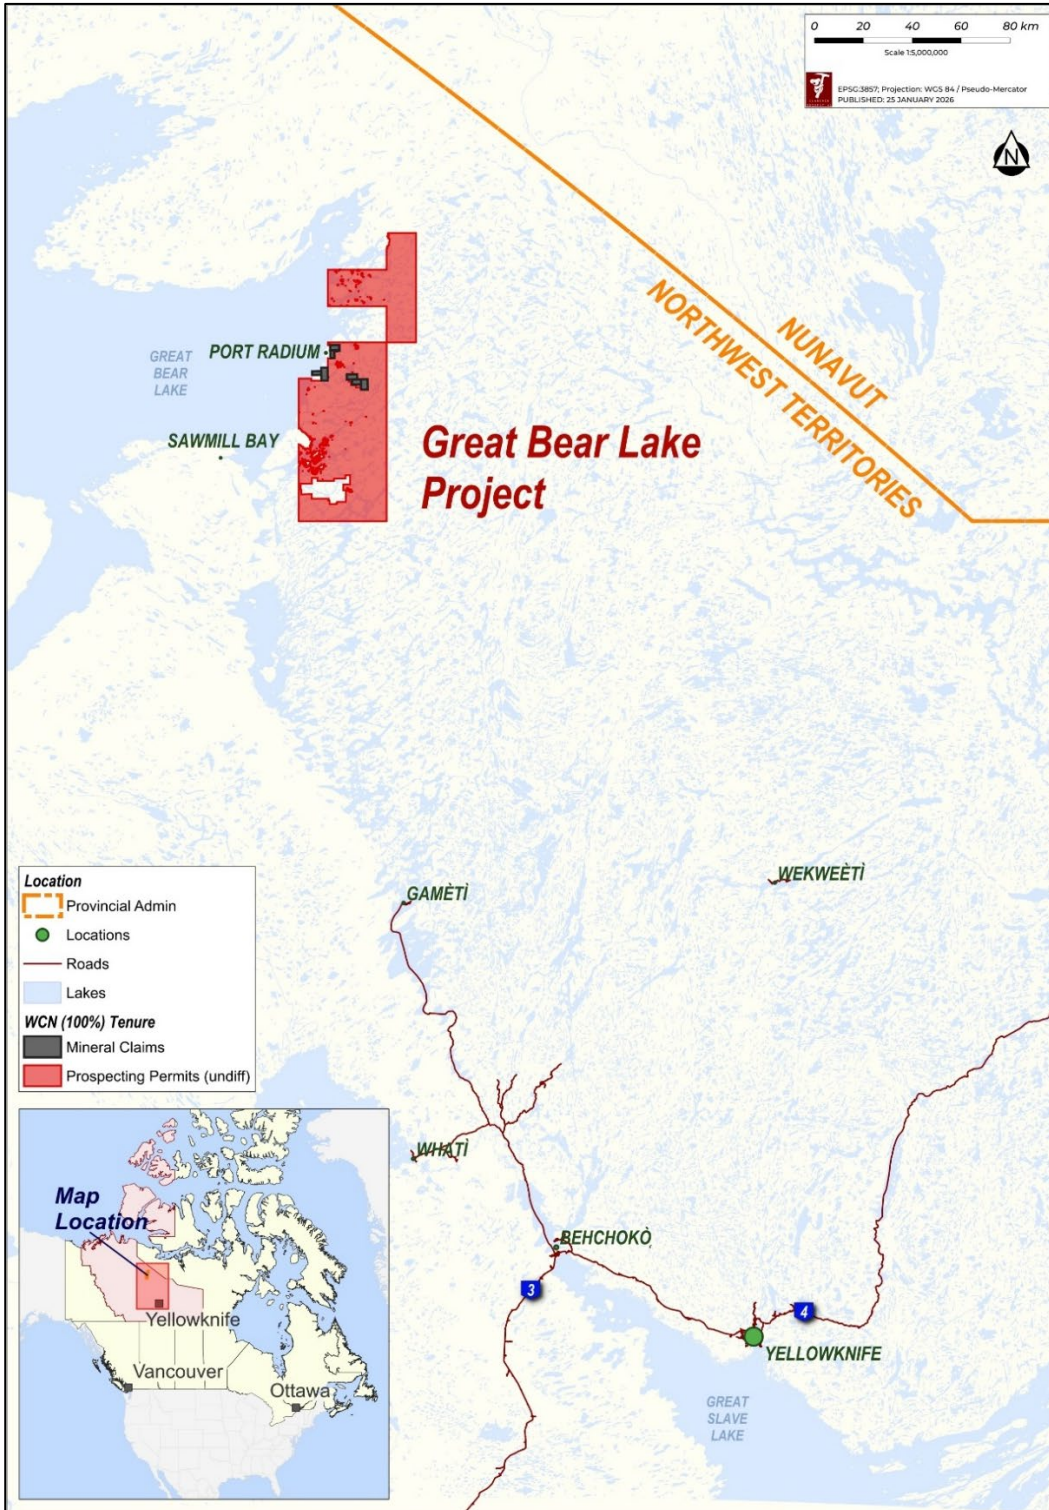 0 20 40 60 80 km
Scale 1:5,000,000
EPSG:3857; Projection: WGS 84 / Pseudo-Mercator
PUBLISHED: 25 JANUARY 2026
N
NUNAVUT
NORTHWEST TERRITORIES
PORT RADIUM
GREAT
BEAR
LAKE
SAWMILL BAY
Great Bear Lake
Project
WEKWEÈTÌ
GAMÈTÌ
Location
Provincial Admin
Locations
Roads
Lakes
WCN (100%) Tenure
Mineral Claims
Prospecting Permits (undiff)
WHATÌ
BEHCHOKǪ̀
3
4
YELLOWKNIFE
GREAT
SLAVE
LAKE
Map
Location
Yellowknife
Vancouver
Ottawa